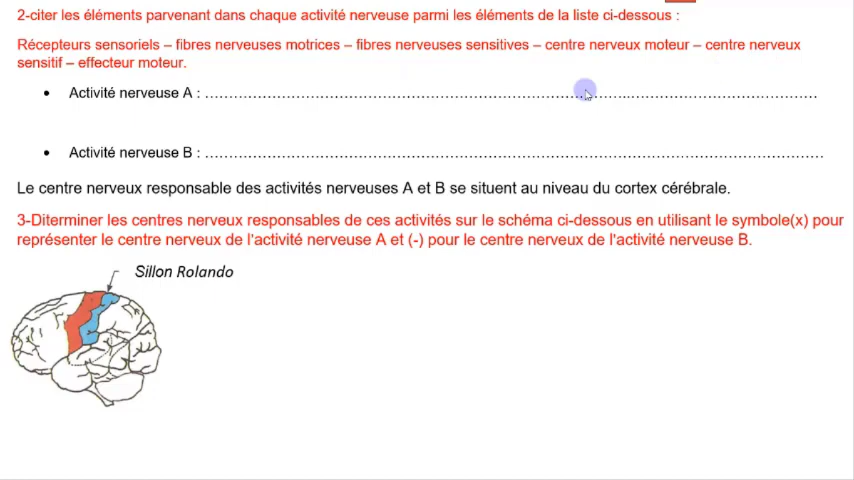 2-citer les éléments parvenant dans chaque activité nerveuse parmi les éléments de la liste ci-dessous :
Récepteurs sensoriels – fibres nerveuses motrices – fibres nerveuses sensitives – centre nerveux moteur – centre nerveux
sensitif – effecteur moteur.
• Activité nerveuse A : ……………………………………………………………………………………………………………
• Activité nerveuse B : ……………………………………………………………………………………………………………
Le centre nerveux responsable des activités nerveuses A et B se situent au niveau du cortex cérébrale.
3-Diterminer les centres nerveux responsables de ces activités sur le schéma ci-dessous en utilisant le symbole(x) pour
représenter le centre nerveux de l'activité nerveuse A et (-) pour le centre nerveux de l'activité nerveuse B.
Sillon Rolando